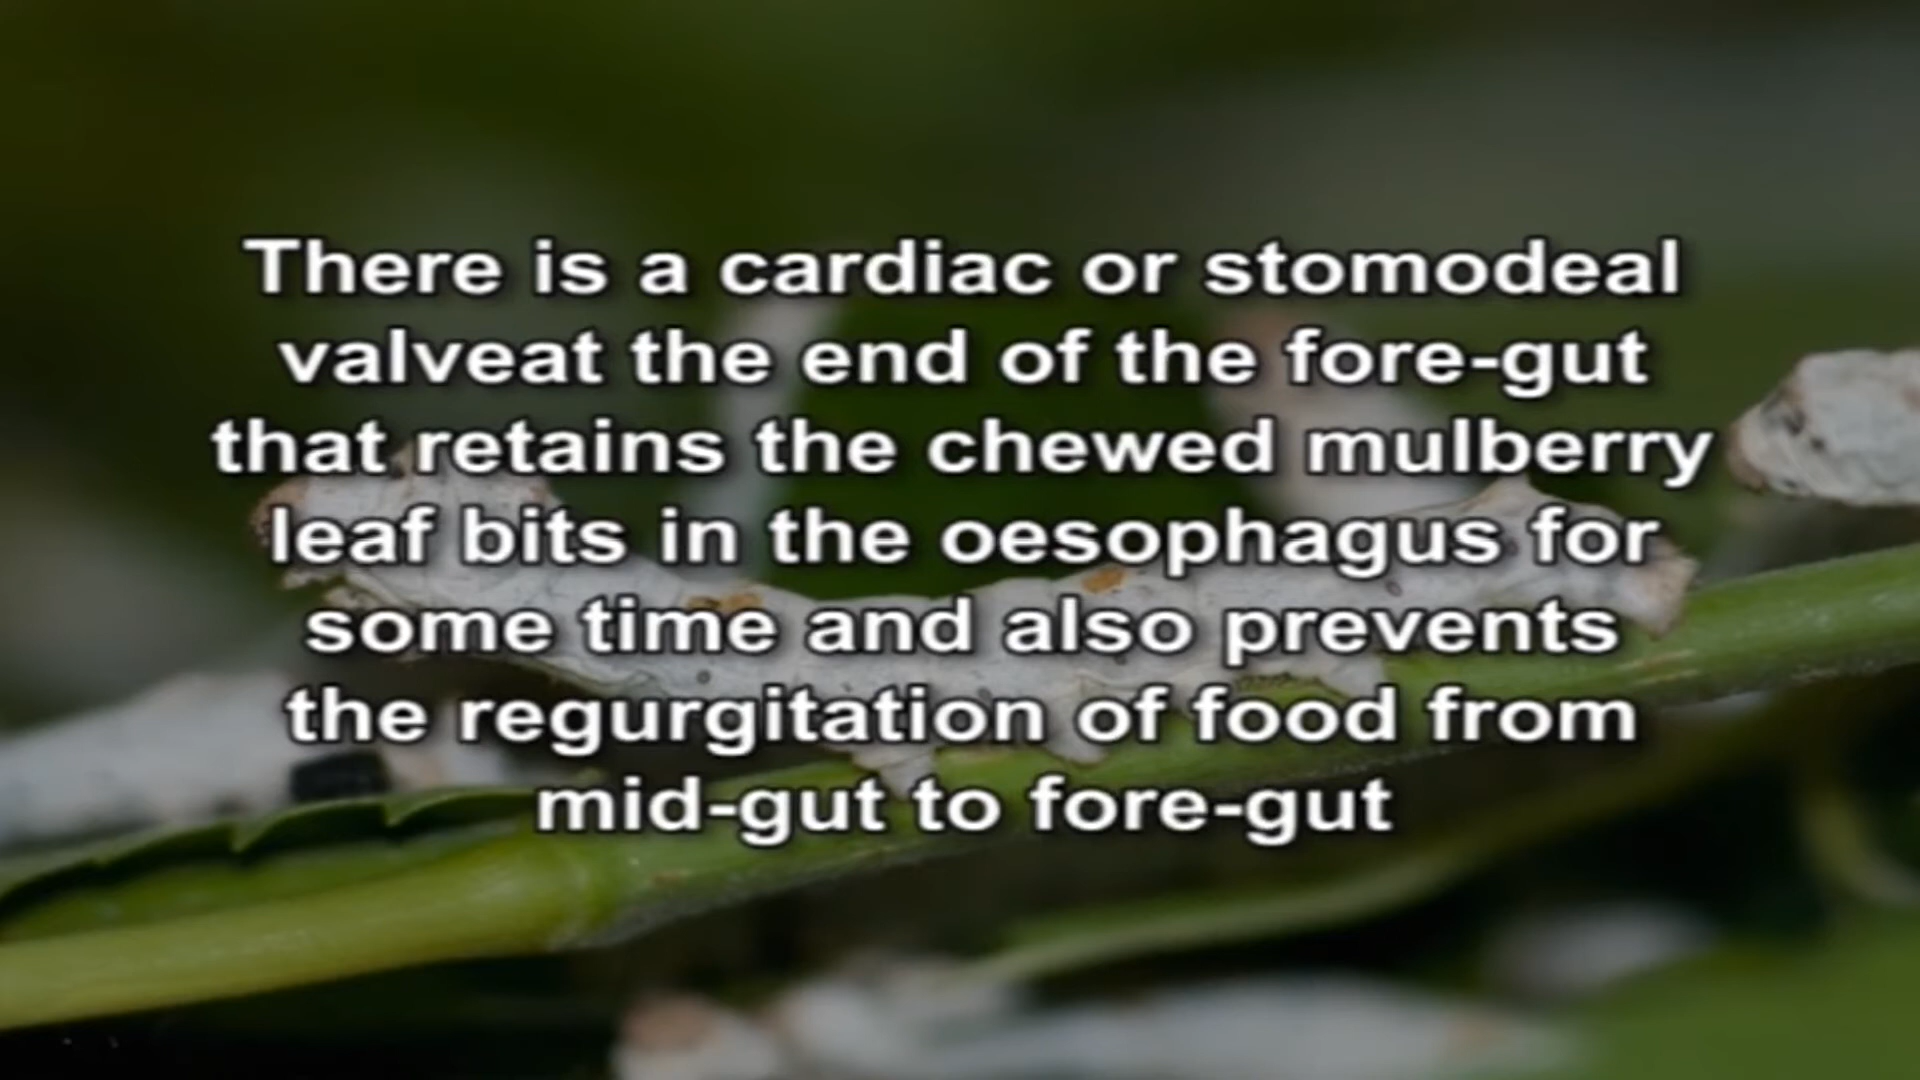 There is a cardiac or stomodeal
valveat the end of the fore-gut
that retains the chewed mulberry
leaf bits in the oesophagus for
some time and also prevents
the regurgitation of food from
mid-gut to fore-gut